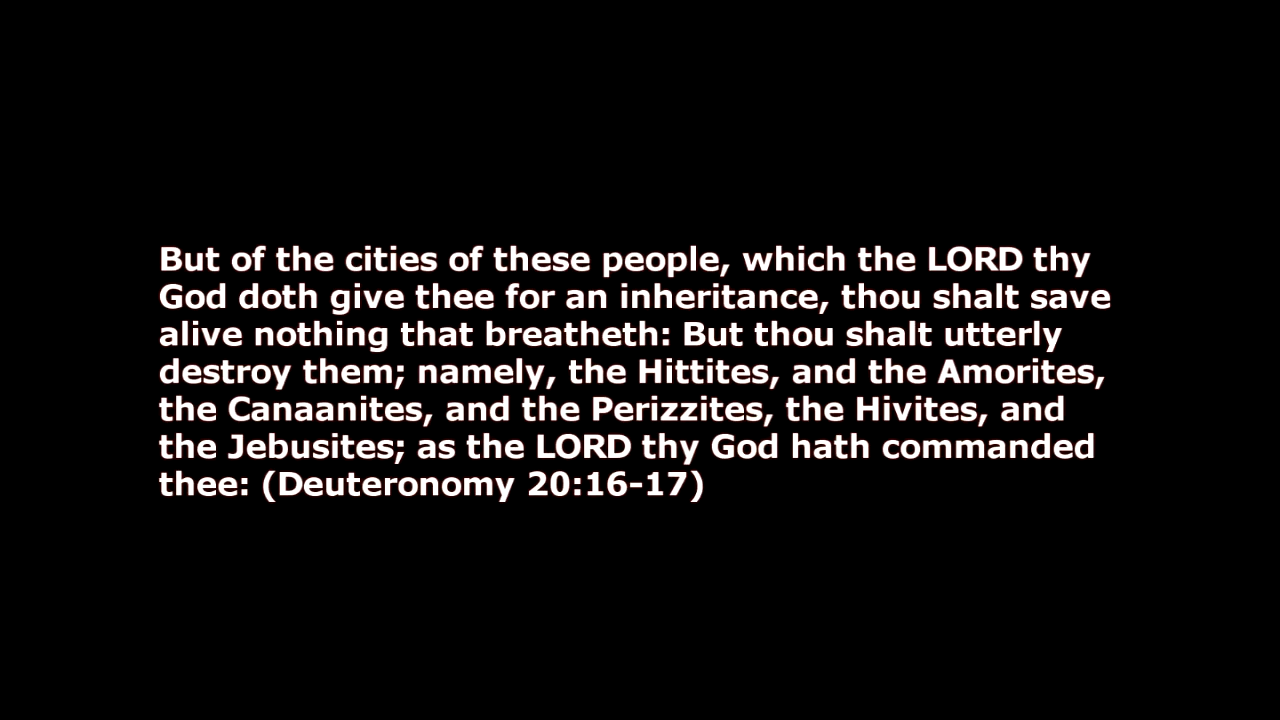 But of the cities of these people, which the LORD thy
God doth give thee for an inheritance, thou shalt save
alive nothing that breatheth: But thou shalt utterly
destroy them; namely, the Hittites, and the Amorites,
the Canaanites, and the Perizzites, the Hivites, and
the Jebusites; as the LORD thy God hath commanded
thee: (Deuteronomy 20:16-17)